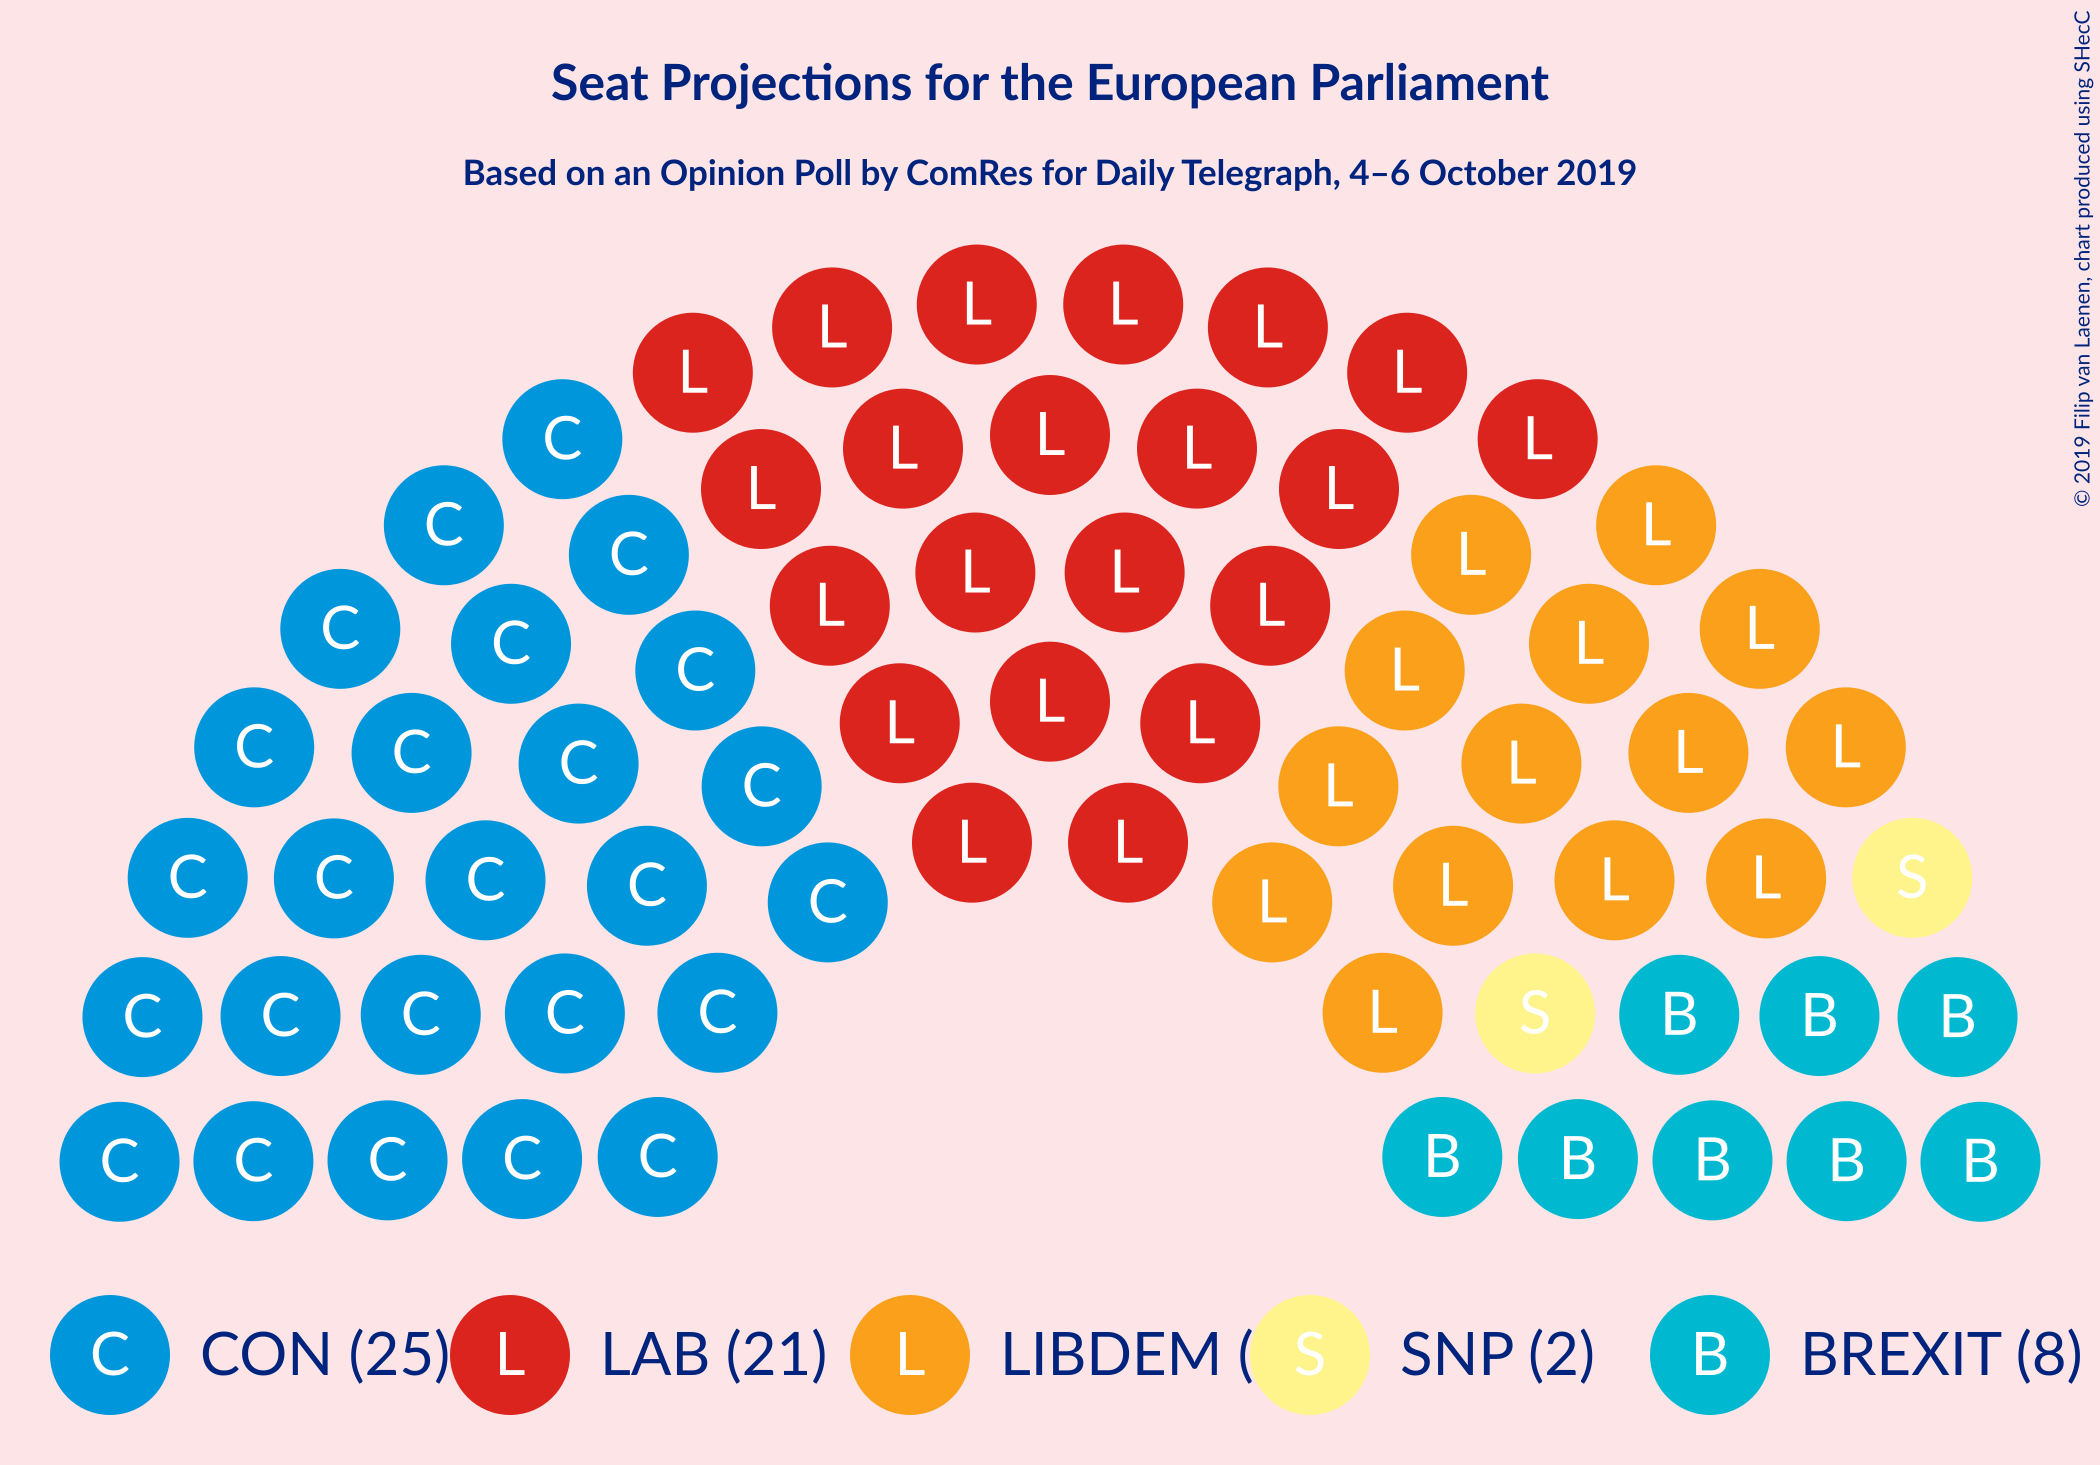 Seat Projections for the European Parliament
Based on an Opinion Poll by ComRes for Daily Telegraph, 4–6 October 2019
© 2019 Filip van Laenen, chart produced using SHecC
L L
L L
L L
C L L
L L
L L
C L
C L
L L
L L
C L
C L
C L
L
L L
C C C L L L
C L
L L
C C C C C L L L L S
C C C C C L S B B B
C C C C C B B B B B
C CON (25) L LAB (21) L LIBDEM ( S SNP (2) B BREXIT (8)